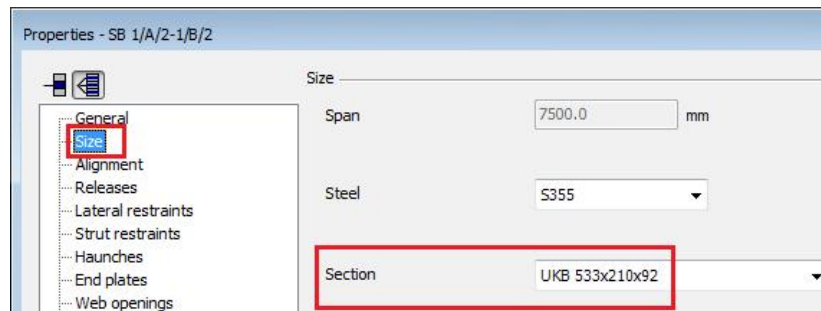 Properties - SB 1/A/2-1/B/2
General
Size
Alignment
Releases
Lateral restraints
Strut restraints
Haunches
End plates
Web openings
Size
Span 7500.0 mm
Steel S355
Section UKB 533x210x92